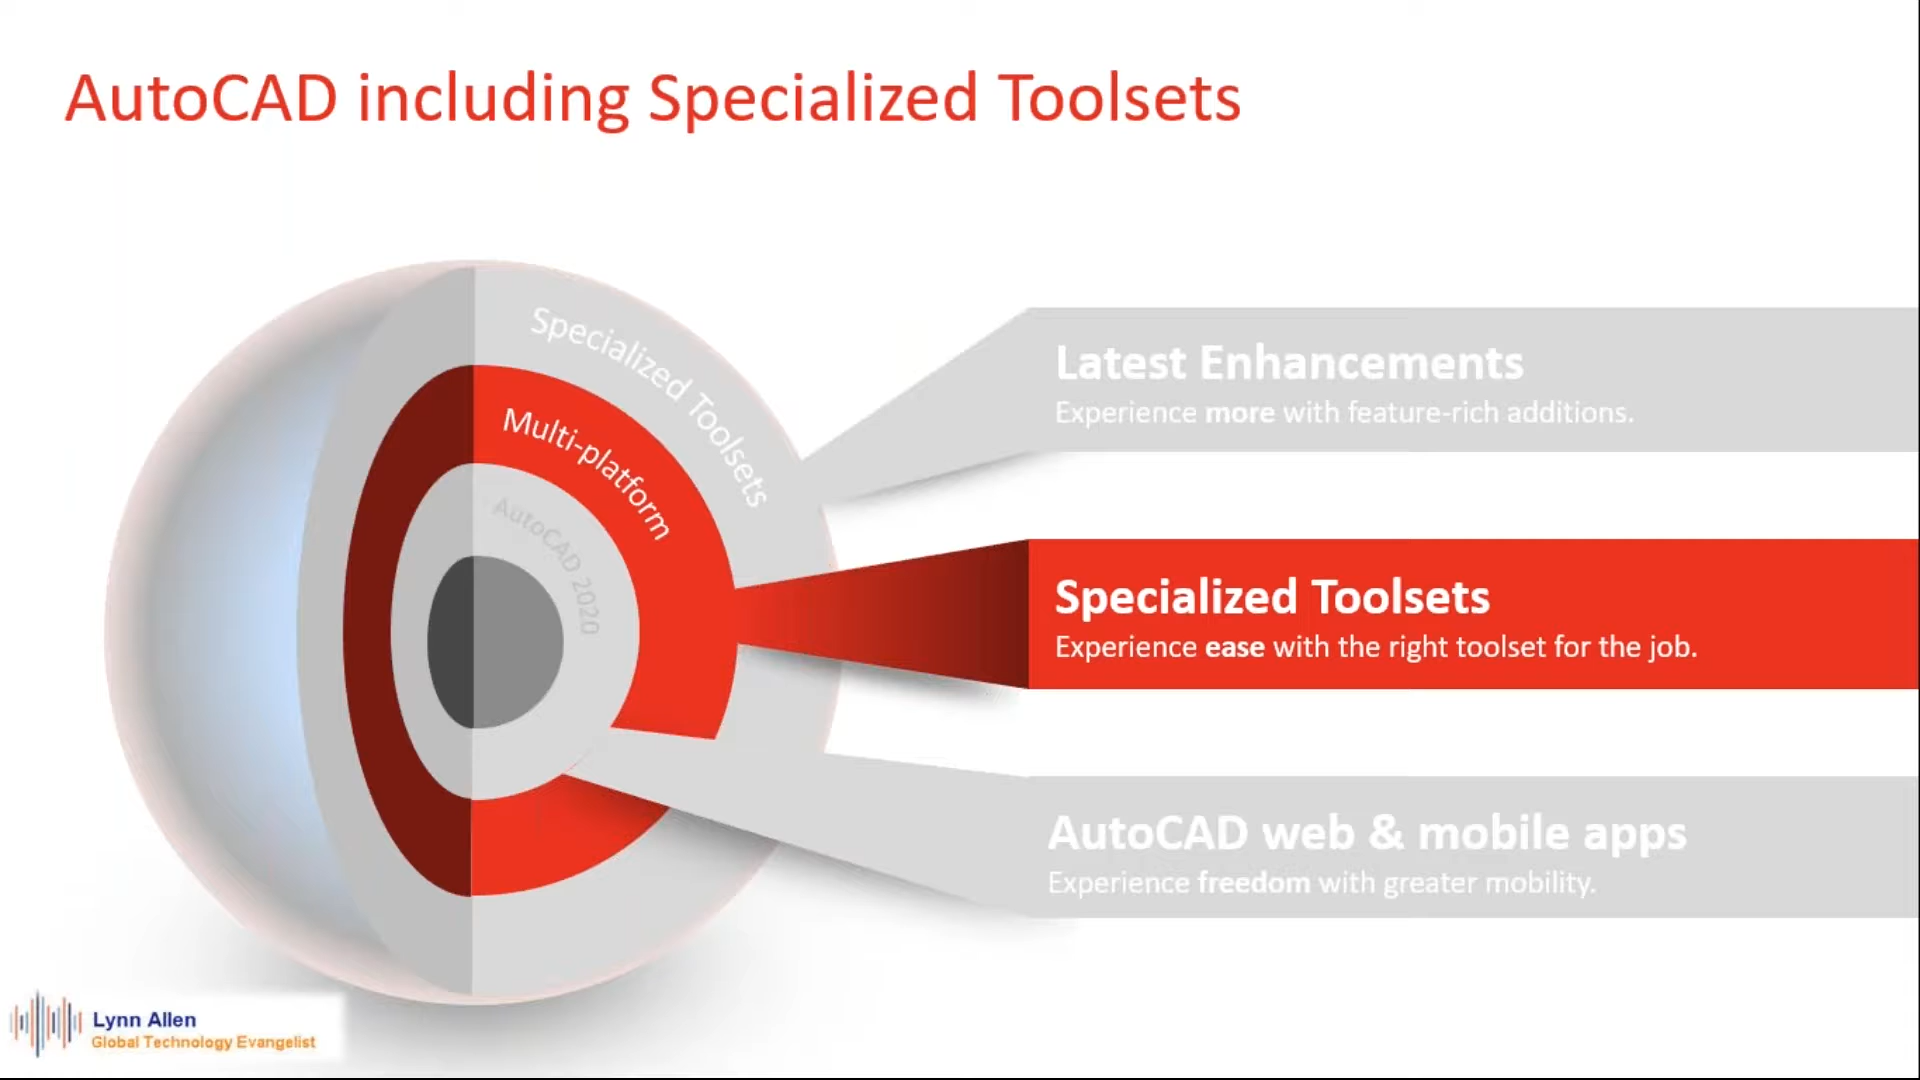 AutoCAD including Specialized Toolsets
Specialized Toolsets
Multi-platform
AutoCAD 2020
Latest Enhancements
Experience more with feature-rich additions.
Specialized Toolsets
Experience ease with the right toolset for the job.
AutoCAD web & mobile apps
Experience freedom with greater mobility.
Lynn Allen
Global Technology Evangelist